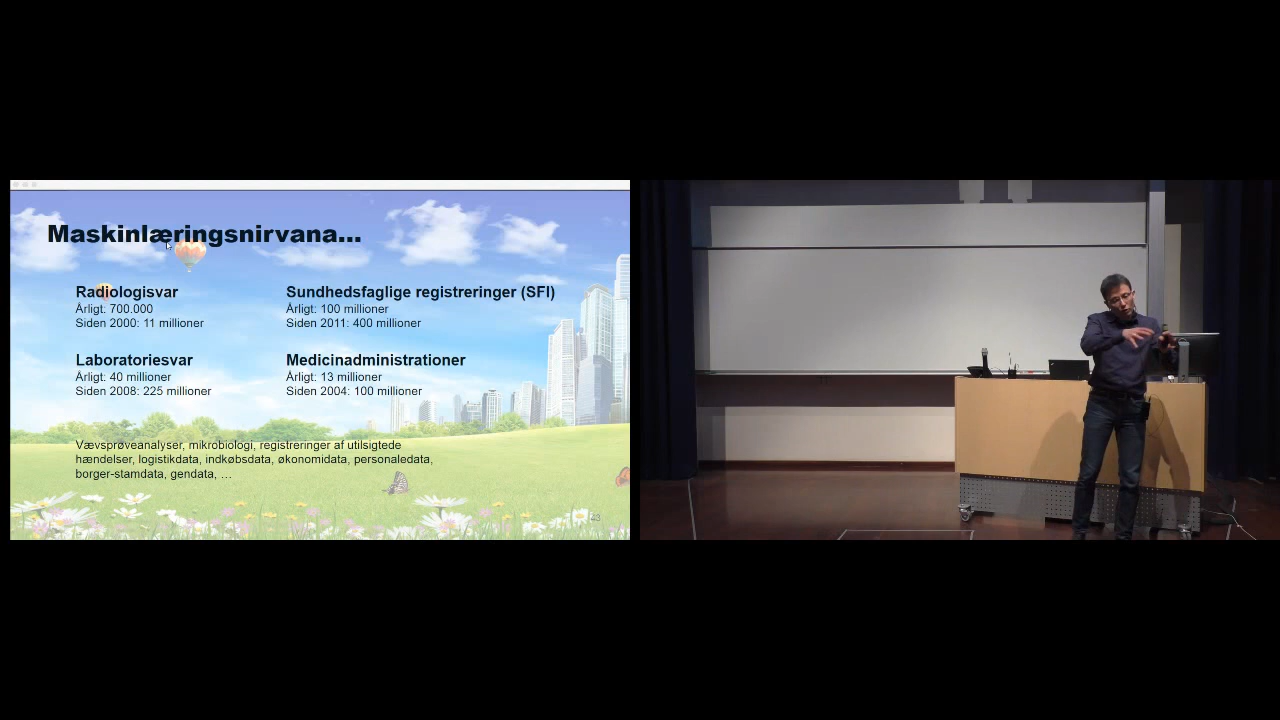 Maskinlæringsnirvana...
Radiologisvar
Årligt: 700.000
Siden 2000: 11 millioner
Sundhedsfaglige registreringer (SFI)
Årligt: 100 millioner
Siden 2011: 400 millioner
Laboratoriesvar
Årligt: 40 millioner
Siden 2008: 225 millioner
Medicinadministrationer
Årligt: 13 millioner
Siden 2004: 100 millioner
Vævsprøveanalyser, mikrobiologi, registreringer af utilsigtede
hændelser, logistikdata, indkøbsdata, økonomidata, personaledata,
borger-stamdata, gendata, …
43